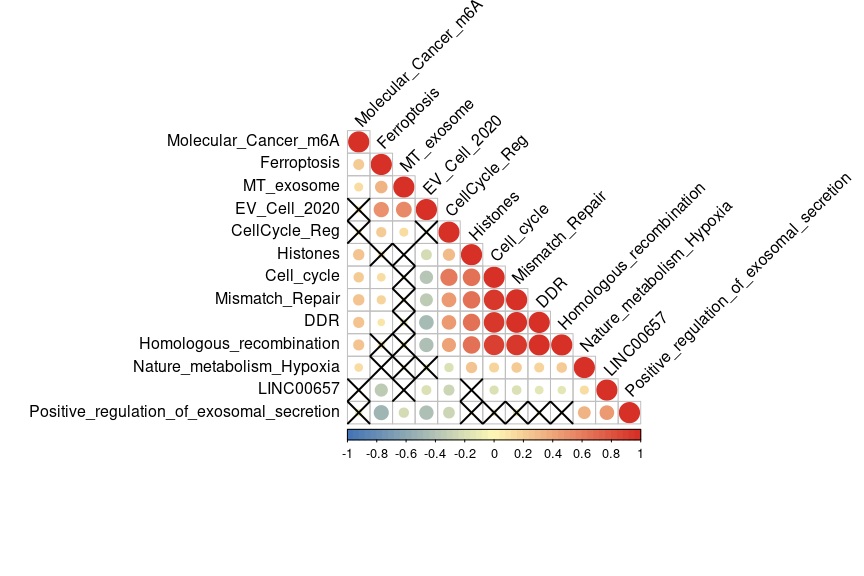 Molecular_Cancer_m6A
Ferroptosis
MT_exosome
EV_Cell_2020
CellCycle_Reg
Histones
Cell_cycle
Mismatch_Repair
DDR
Homologous_recombination
Nature_metabolism_Hypoxia
LINC00657
Positive_regulation_of_exosomal_secretion
Molecular_Cancer_m6A
Ferroptosis
MT_exosome
EV_Cell_2020
CellCycle_Reg
Histones
Cell_cycle
Mismatch_Repair
DDR
Homologous_recombination
Nature_metabolism_Hypoxia
LINC00657
Positive_regulation_of_exosomal_secretion
-1 -0.8 -0.6 -0.4 -0.2 0 0.2 0.4 0.6 0.8 1